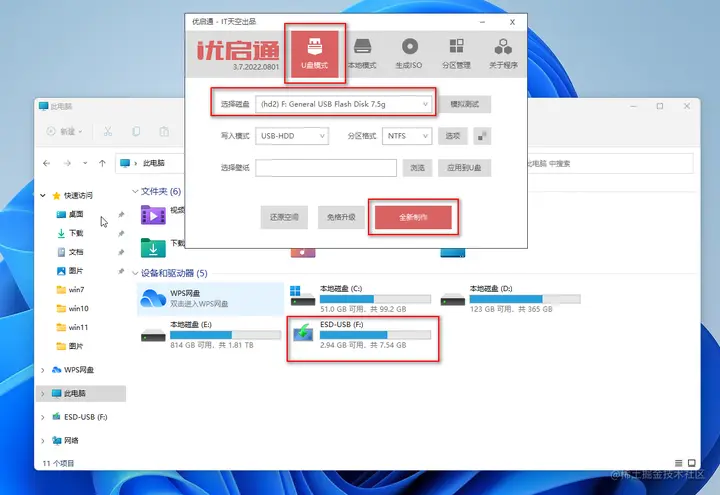 优启通 - IT天空出品
优启通
3.7.2022.0801
U盘模式
本地模式
生成ISO
分区管理
关于程序
选择磁盘
(hd2) F: General USB Flash Disk 7.5g
模拟测试
写入模式
USB-HDD
分区格式
NTFS
选项
选择壁纸
浏览
应用到U盘
还原空间
免格升级
全新制作
此电脑
新建
此电脑
此电脑 中搜索
快速访问
桌面
下载
文档
图片
win7
win10
win11
图片
WPS网盘
此电脑
ESD-USB (F:)
网络
文件夹 (6)
视频
下载
设备和驱动器 (5)
WPS网盘
双击进入WPS网盘
本地磁盘 (C:)
51.0 GB 可用，共 99.2 GB
本地磁盘 (D:)
123 GB 可用，共 365 GB
本地磁盘 (E:)
814 GB 可用，共 1.81 TB
ESD-USB (F:)
2.94 GB 可用，共 7.54 GB
11 个项目
@稀土掘金技术社区